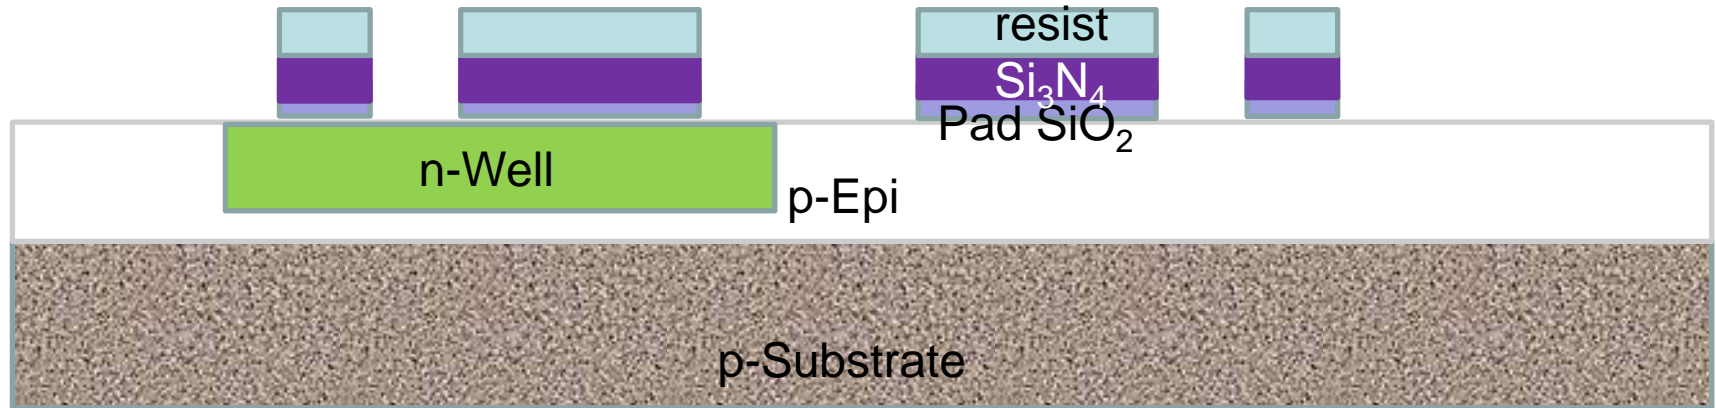 resist
Si₃N₄
Pad SiO₂
n-Well
p-Epi
p-Substrate